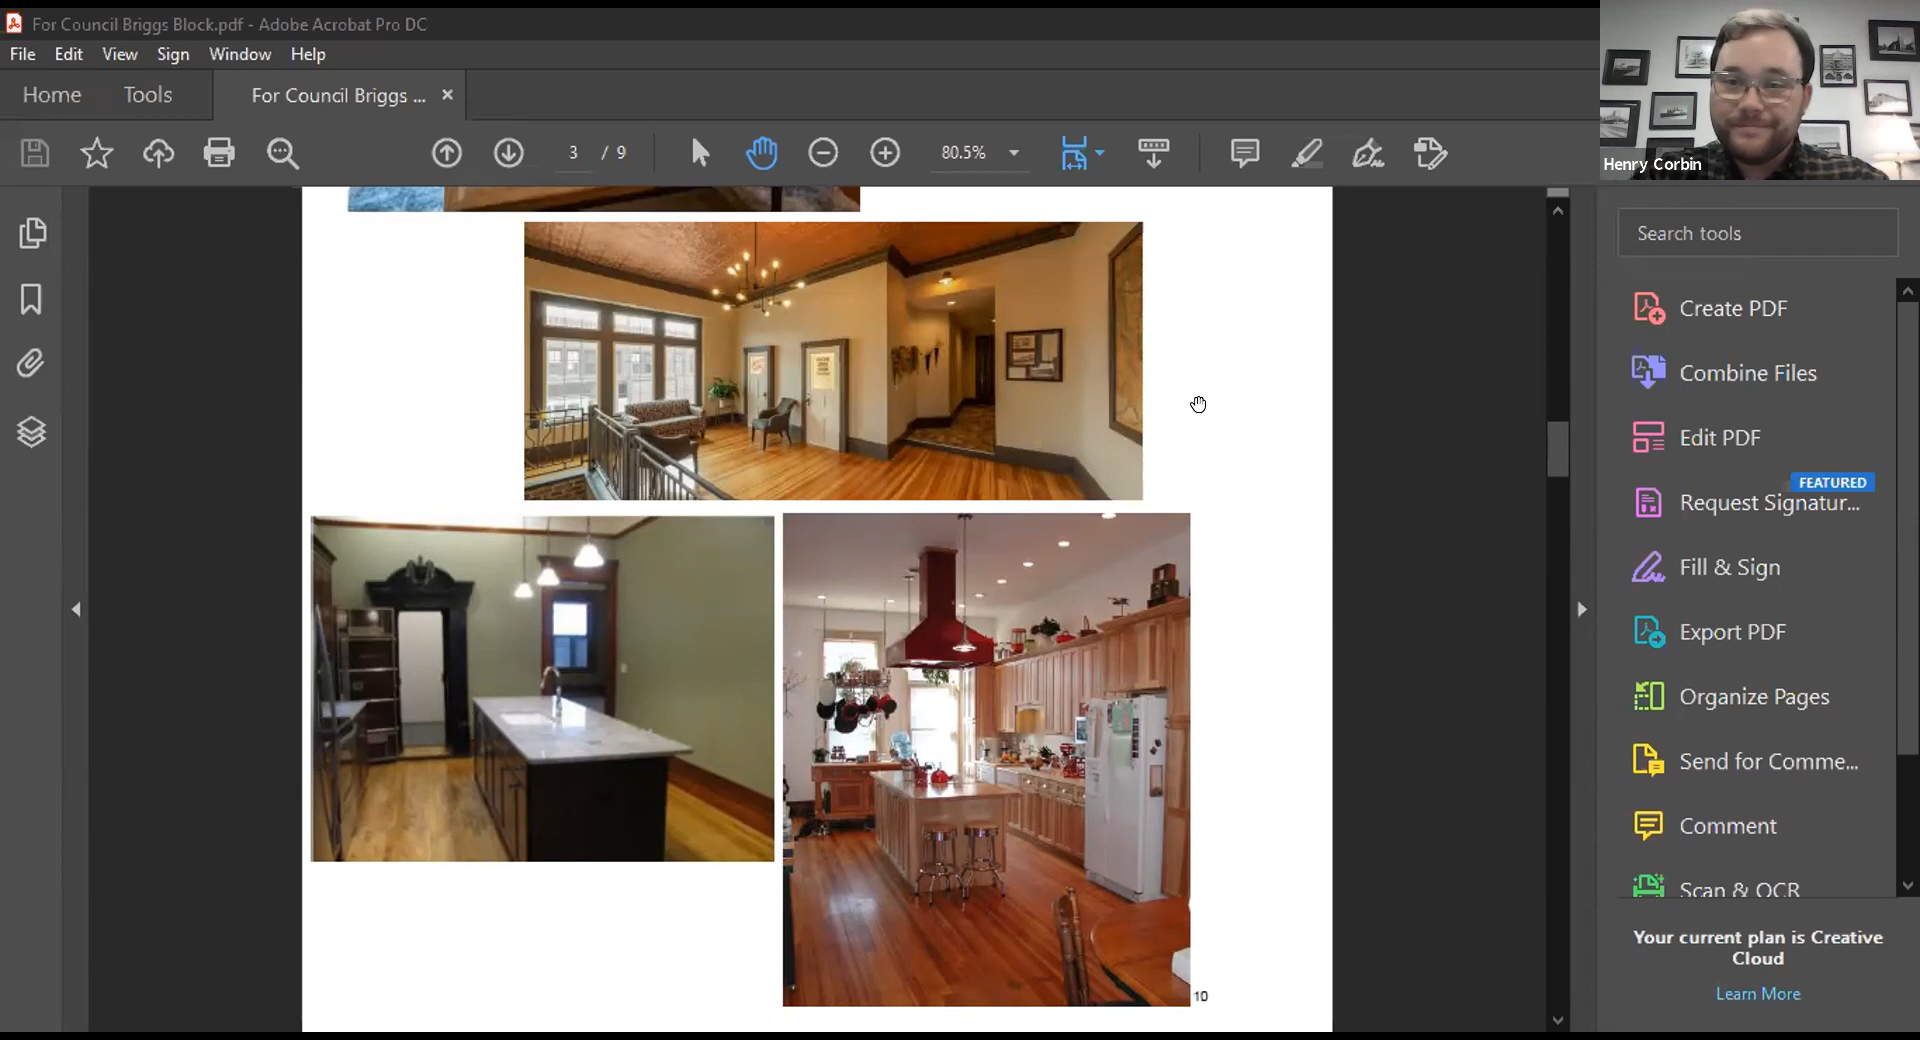 For Council Briggs Block.pdf - Adobe Acrobat Pro DC
File Edit View Sign Window Help
Home Tools For Council Briggs ... ×
3 / 9 80.5%
Henry Corbin
Search tools
Create PDF
Combine Files
Edit PDF
FEATURED
Request Signatur...
Fill & Sign
Export PDF
Organize Pages
Send for Comme...
Comment
Scan & OCR
Your current plan is Creative
Cloud
Learn More
10